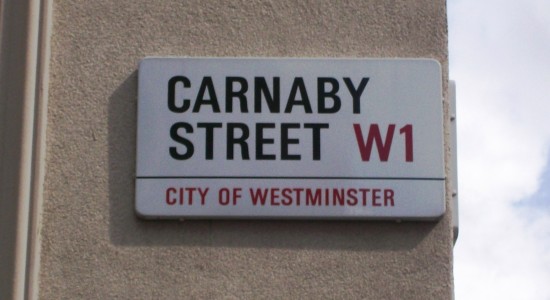 CARNABY
STREET W1
CITY OF WESTMINSTER